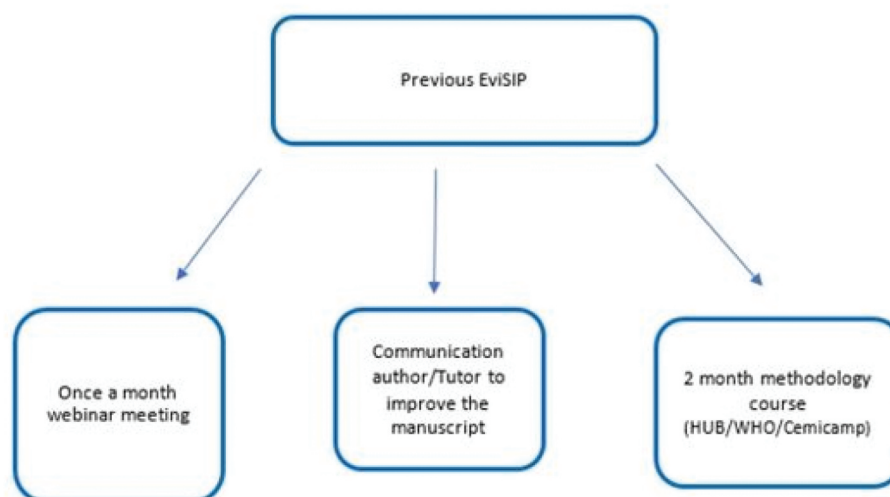 Previous EviSIP
Once a month
webinar meeting
Communication
author/Tutor to
improve the
manuscript
2 month methodology
course
(HUB/WHO/Cemicamp)